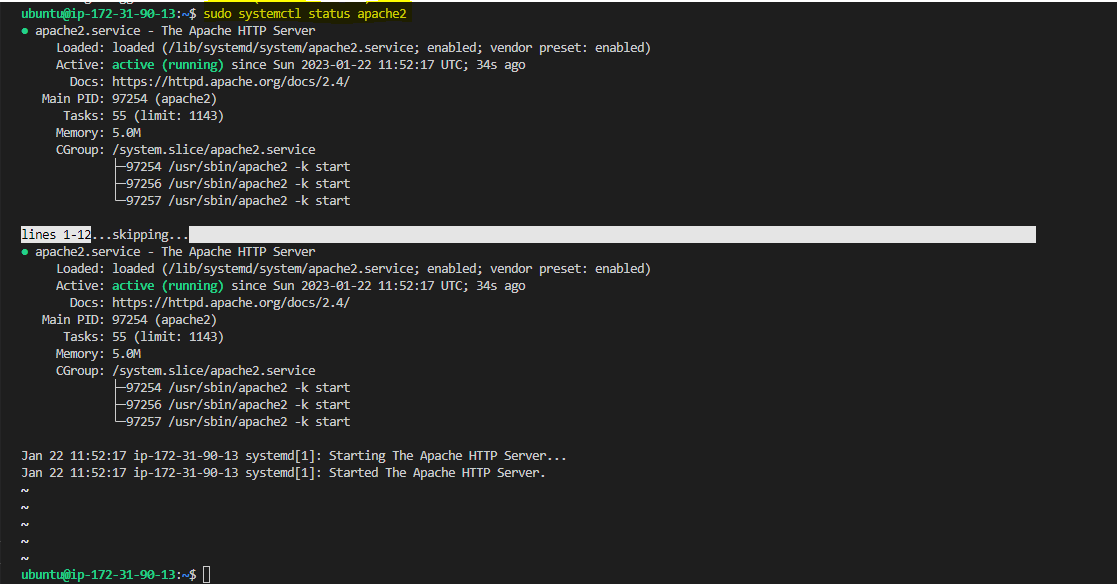 ubuntu@ip-172-31-90-13:~$ sudo systemctl status apache2
● apache2.service - The Apache HTTP Server
     Loaded: loaded (/lib/systemd/system/apache2.service; enabled; vendor preset: enabled)
     Active: active (running) since Sun 2023-01-22 11:52:17 UTC; 34s ago
       Docs: https://httpd.apache.org/docs/2.4/
   Main PID: 97254 (apache2)
      Tasks: 55 (limit: 1143)
     Memory: 5.0M
     CGroup: /system.slice/apache2.service
             ├─97254 /usr/sbin/apache2 -k start
             ├─97256 /usr/sbin/apache2 -k start
             └─97257 /usr/sbin/apache2 -k start

lines 1-12...skipping...
● apache2.service - The Apache HTTP Server
     Loaded: loaded (/lib/systemd/system/apache2.service; enabled; vendor preset: enabled)
     Active: active (running) since Sun 2023-01-22 11:52:17 UTC; 34s ago
       Docs: https://httpd.apache.org/docs/2.4/
   Main PID: 97254 (apache2)
      Tasks: 55 (limit: 1143)
     Memory: 5.0M
     CGroup: /system.slice/apache2.service
             ├─97254 /usr/sbin/apache2 -k start
             ├─97256 /usr/sbin/apache2 -k start
             └─97257 /usr/sbin/apache2 -k start

Jan 22 11:52:17 ip-172-31-90-13 systemd[1]: Starting The Apache HTTP Server...
Jan 22 11:52:17 ip-172-31-90-13 systemd[1]: Started The Apache HTTP Server.
~
~
~
~
~
ubuntu@ip-172-31-90-13:~$